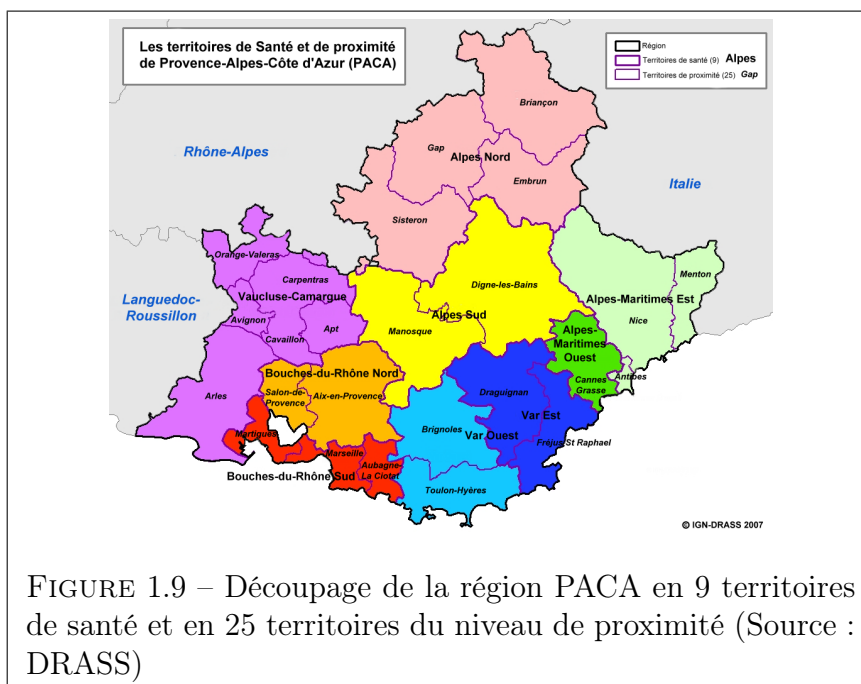 Les territoires de Santé et de proximité
de Provence-Alpes-Côte d'Azur (PACA)
Région
Territoires de santé (9) Alpes
Territoires de proximité (25) Gap
Briançon
Rhône-Alpes
Gap
Alpes Nord
Embrun
Italie
Sisteron
Orange-Valeras
Carpentras
Digne-les-Bains
Menton
Languedoc-
Roussillon
Vaucluse-Camargue
Alpes-Maritimes Est
Avignon
Apt
Manosque
Alpes Sud
Nice
Cavaillon
Alpes-
Maritimes
Ouest
Bouches-du-Rhône Nord
Arles
Salon-de-
Provence
Aix-en-Provence
Draguignan
Cannes
Grasse
Antibes
Martigues
Brignoles
Var Est
Var Ouest
Fréjus St Raphael
Marseille
Aubagne-
La Ciotat
Bouches-du-Rhône Sud
Toulon-Hyères
© IGN-DRASS 2007
FIGURE 1.9 – Découpage de la région PACA en 9 territoires
de santé et en 25 territoires du niveau de proximité (Source :
DRASS)